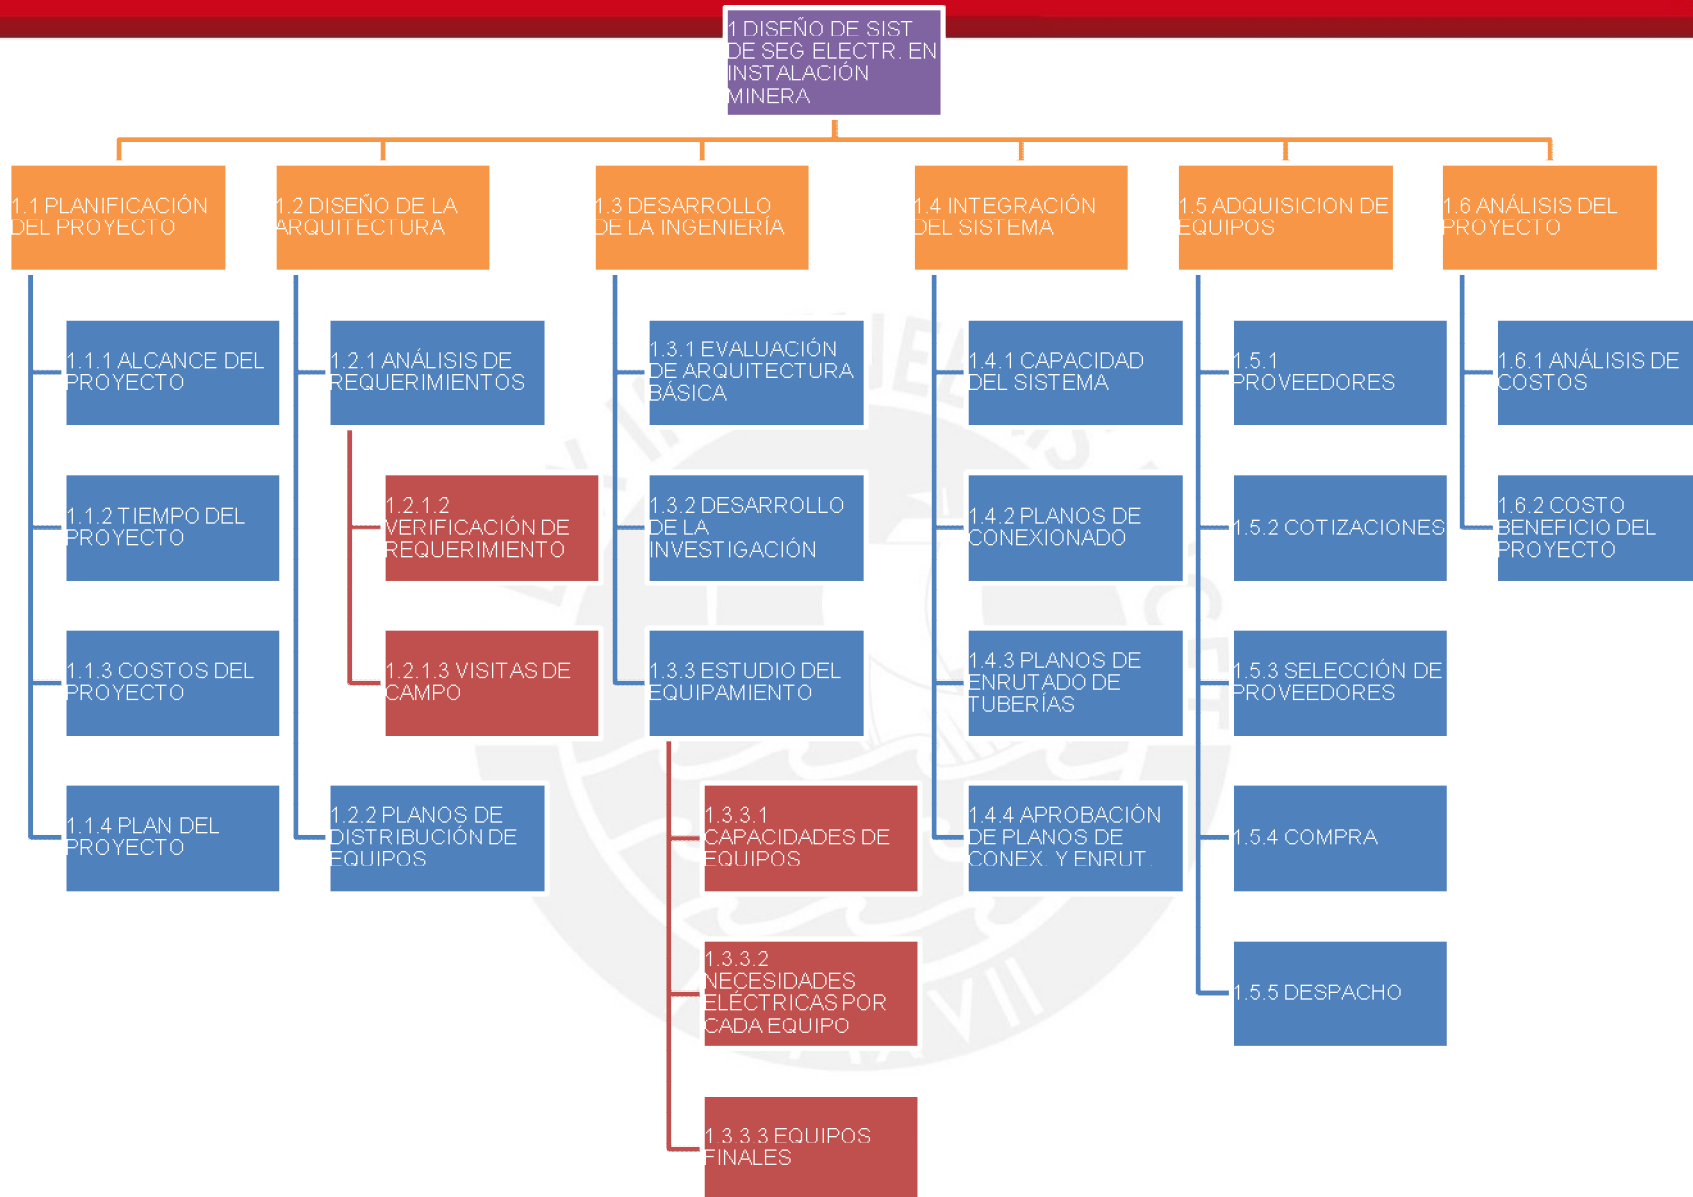 1 DISEÑO DE SIST
DE SEG ELECTR. EN
INSTALACIÓN
MINERA
1.1 PLANIFICACIÓN
DEL PROYECTO
1.2 DISEÑO DE LA
ARQUITECTURA
1.3 DESARROLLO
DE LA INGENIERÍA
1.4 INTEGRACIÓN
DEL SISTEMA
1.5 ADQUISICION DE
EQUIPOS
1.6 ANÁLISIS DEL
PROYECTO
1.1.1 ALCANCE DEL
PROYECTO
1.1.2 TIEMPO DEL
PROYECTO
1.1.3 COSTOS DEL
PROYECTO
1.1.4 PLAN DEL
PROYECTO
1.2.1 ANÁLISIS DE
REQUERIMIENTOS
1.2.1.2
VERIFICACIÓN DE
REQUERIMIENTO
1.2.1.3 VISITAS DE
CAMPO
1.2.2 PLANOS DE
DISTRIBUCIÓN DE
EQUIPOS
1.3.1 EVALUACIÓN
DE ARQUITECTURA
BÁSICA
1.3.2 DESARROLLO
DE LA
INVESTIGACIÓN
1.3.3 ESTUDIO DEL
EQUIPAMIENTO
1.3.3.1
CAPACIDADES DE
EQUIPOS
1.3.3.2
NECESIDADES
ELÉCTRICAS POR
CADA EQUIPO
1.3.3.3 EQUIPOS
FINALES
1.4.1 CAPACIDAD
DEL SISTEMA
1.4.2 PLANOS DE
CONEXIONADO
1.4.3 PLANOS DE
ENRUTADO DE
TUBERÍAS
1.4.4 APROBACIÓN
DE PLANOS DE
CONEX. Y ENRUT.
1.5.1
PROVEEDORES
1.5.2 COTIZACIONES
1.5.3 SELECCIÓN DE
PROVEEDORES
1.5.4 COMPRA
1.5.5 DESPACHO
1.6.1 ANÁLISIS DE
COSTOS
1.6.2 COSTO
BENEFICIO DEL
PROYECTO